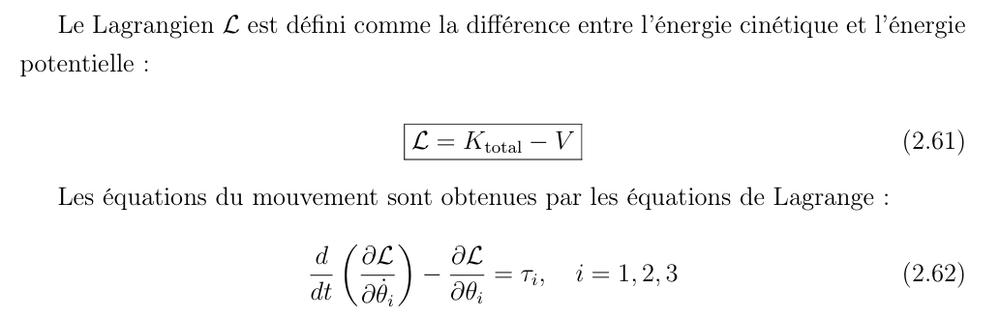 Le Lagrangien ℒ est défini comme la différence entre l'énergie cinétique et l'énergie
potentielle :
ℒ = K_total − V (2.61)
Les équations du mouvement sont obtenues par les équations de Lagrange :
d/dt (∂ℒ/∂θ̇_i) − ∂ℒ/∂θ_i = τ_i, i = 1, 2, 3 (2.62)